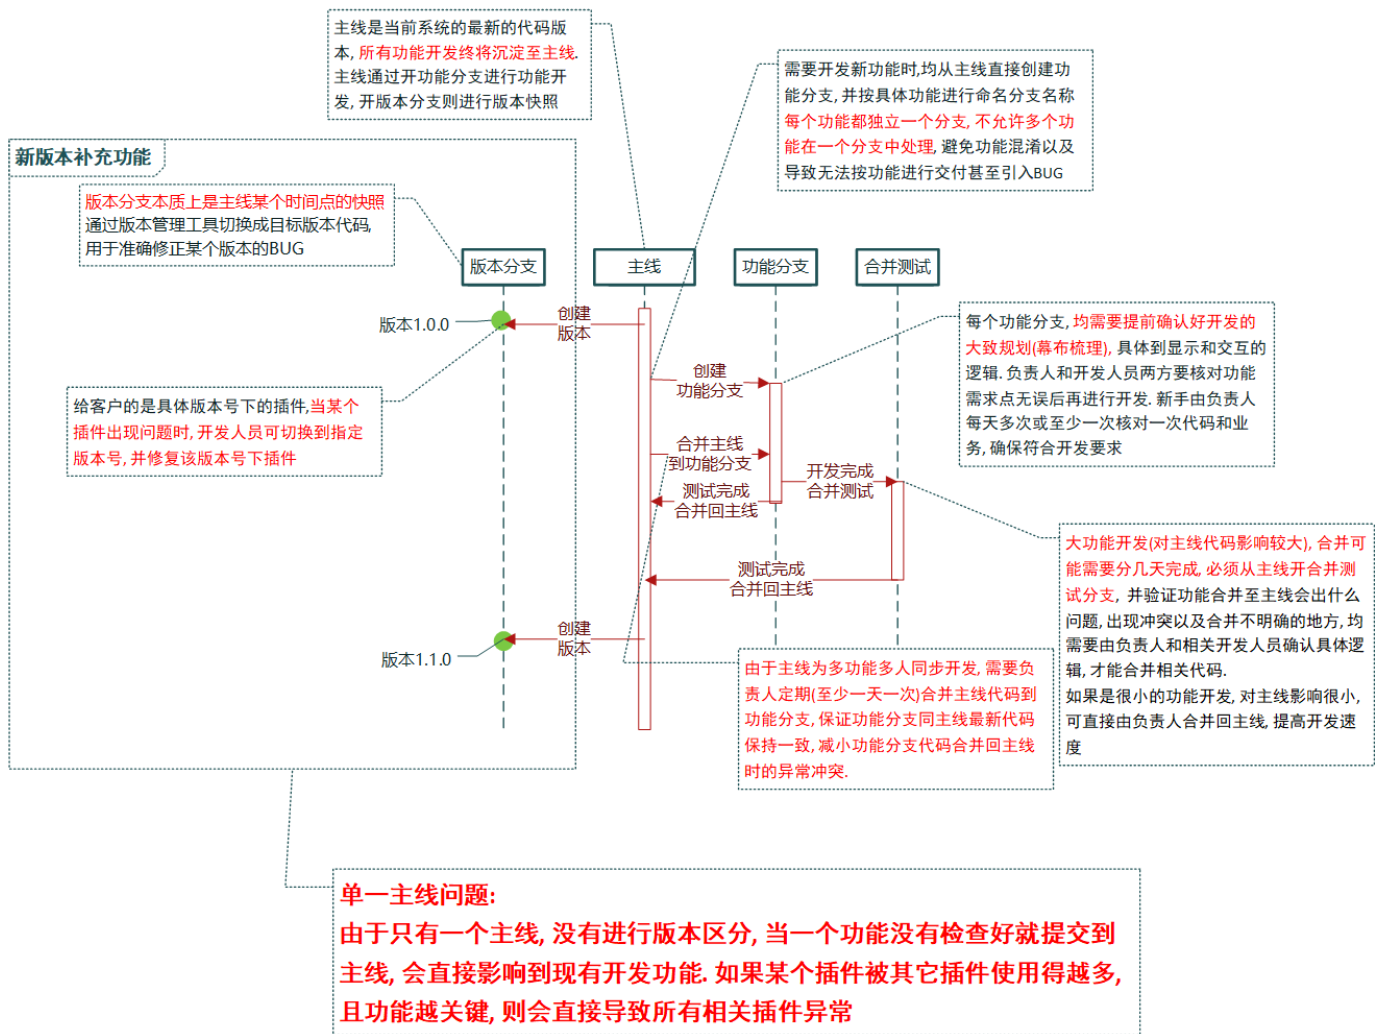 主线是当前系统的最新的代码版
本, 所有功能开发终将沉淀至主线.
主线通过开功能分支进行功能开
发, 开版本分支则进行版本快照
需要开发新功能时,均从主线直接创建功
能分支, 并按具体功能进行命名分支名称
每个功能都独立一个分支, 不允许多个功
能在一个分支中处理, 避免功能混淆以及
导致无法按功能进行交付甚至引入BUG
新版本补充功能
版本分支本质上是主线某个时间点的快照
通过版本管理工具切换成目标版本代码,
用于准确修正某个版本的BUG
版本分支
主线
功能分支
合并测试
版本1.0.0
创建
版本
每个功能分支, 均需要提前确认好开发的
大致规划(幕布梳理), 具体到显示和交互的
逻辑. 负责人和开发人员两方要核对功能
需求点无误后再进行开发. 新手由负责人
每天多次或至少一次核对一次代码和业
务, 确保符合开发要求
创建
功能分支
给客户的是具体版本号下的插件,当某个
插件出现问题时, 开发人员可切换到指定
版本号, 并修复该版本号下插件
合并主线
到功能分支
开发完成
合并测试
测试完成
合并回主线
大功能开发(对主线代码影响较大), 合并可
能需要分几天完成, 必须从主线开合并测
试分支, 并验证功能合并至主线会出什么
问题, 出现冲突以及合并不明确的地方, 均
需要由负责人和相关开发人员确认具体逻
辑, 才能合并相关代码.
如果是很小的功能开发, 对主线影响很小,
可直接由负责人合并回主线, 提高开发速
度
测试完成
合并回主线
创建
版本
版本1.1.0
由于主线为多功能多人同步开发, 需要负
责人定期(至少一天一次)合并主线代码到
功能分支, 保证功能分支同主线最新代码
保持一致, 减小功能分支代码合并回主线
时的异常冲突.
单一主线问题:
由于只有一个主线, 没有进行版本区分, 当一个功能没有检查好就提交到
主线, 会直接影响到现有开发功能. 如果某个插件被其它插件使用得越多,
且功能越关键, 则会直接导致所有相关插件异常